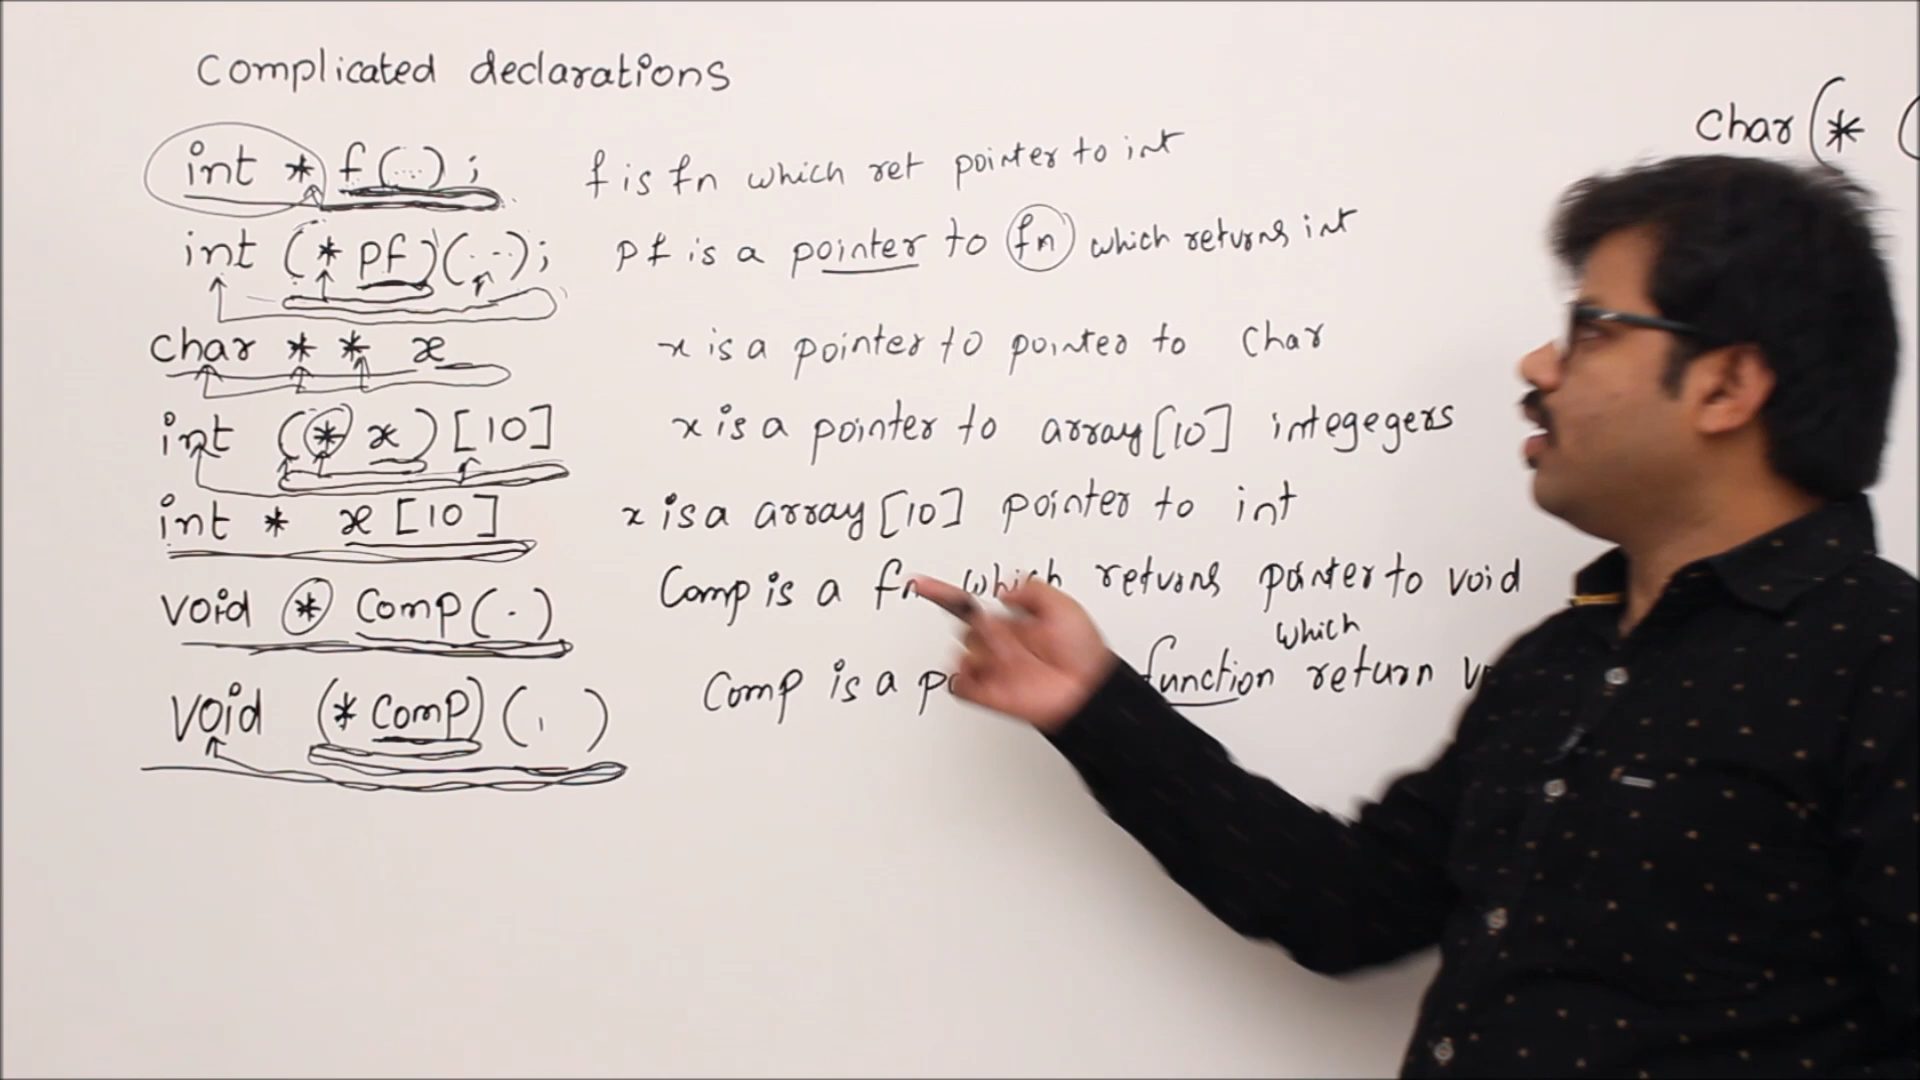 Complicated declarations
int * f(...); f is fn which ret pointer to int
int (* pf)(...); pf is a pointer to fn which returns int
char * * x x is a pointer to pointer to char
int (* x)[10] x is a pointer to array[10] integegers
int * x[10] x is a array[10] pointer to int
void * comp(.) comp is a fn which returns pointer to void
void (* comp)( , ) comp is a function which return
char (* (